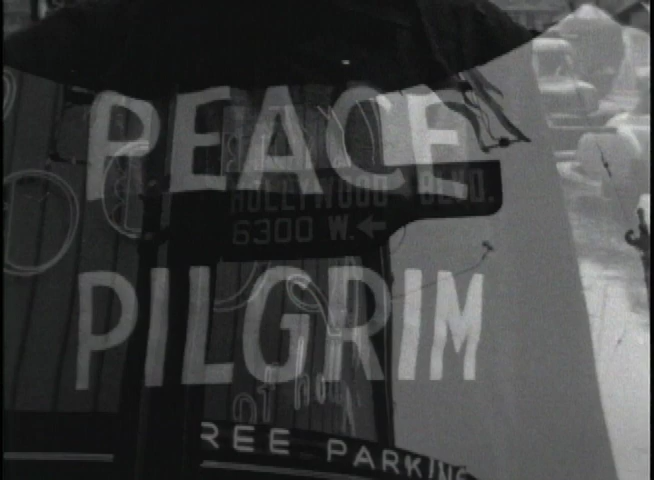 PEACE
HOLLYWOOD BLVD.
6300 W. ←
PILGRIM
REE PARKING